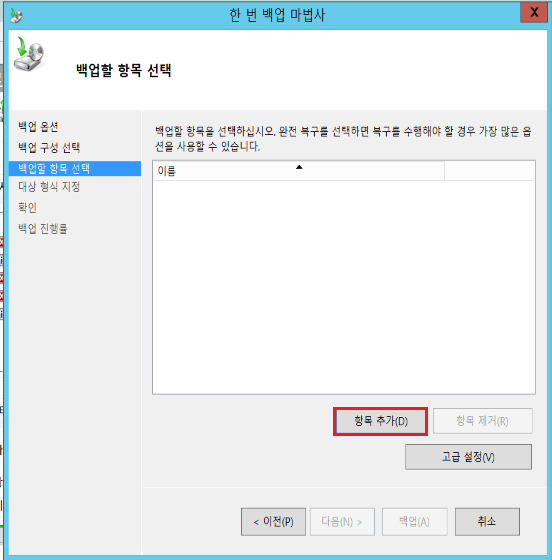 한 번 백업 마법사
X
백업할 항목 선택
백업 옵션
백업 구성 선택
백업할 항목 선택
대상 형식 지정
확인
백업 진행률
백업할 항목을 선택하십시오. 완전 복구를 선택하면 복구를 수행해야 할 경우 가장 많은 옵
션을 사용할 수 있습니다.
이름
항목 추가(D)
항목 제거(R)
고급 설정(V)
< 이전(P)
다음(N) >
백업(A)
취소